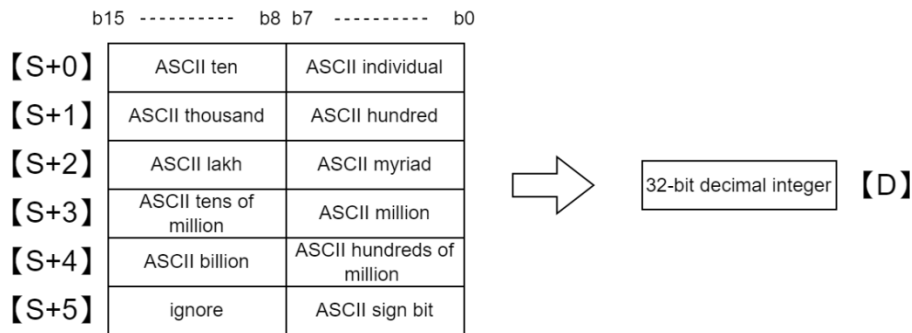 b15 ---------- b8 b7 ---------- b0
【S+0】 ASCII ten ASCII individual
【S+1】 ASCII thousand ASCII hundred
【S+2】 ASCII lakh ASCII myriad
【S+3】 ASCII tens of
million ASCII million
【S+4】 ASCII billion ASCII hundreds of
million
【S+5】 ignore ASCII sign bit
32-bit decimal integer 【D】